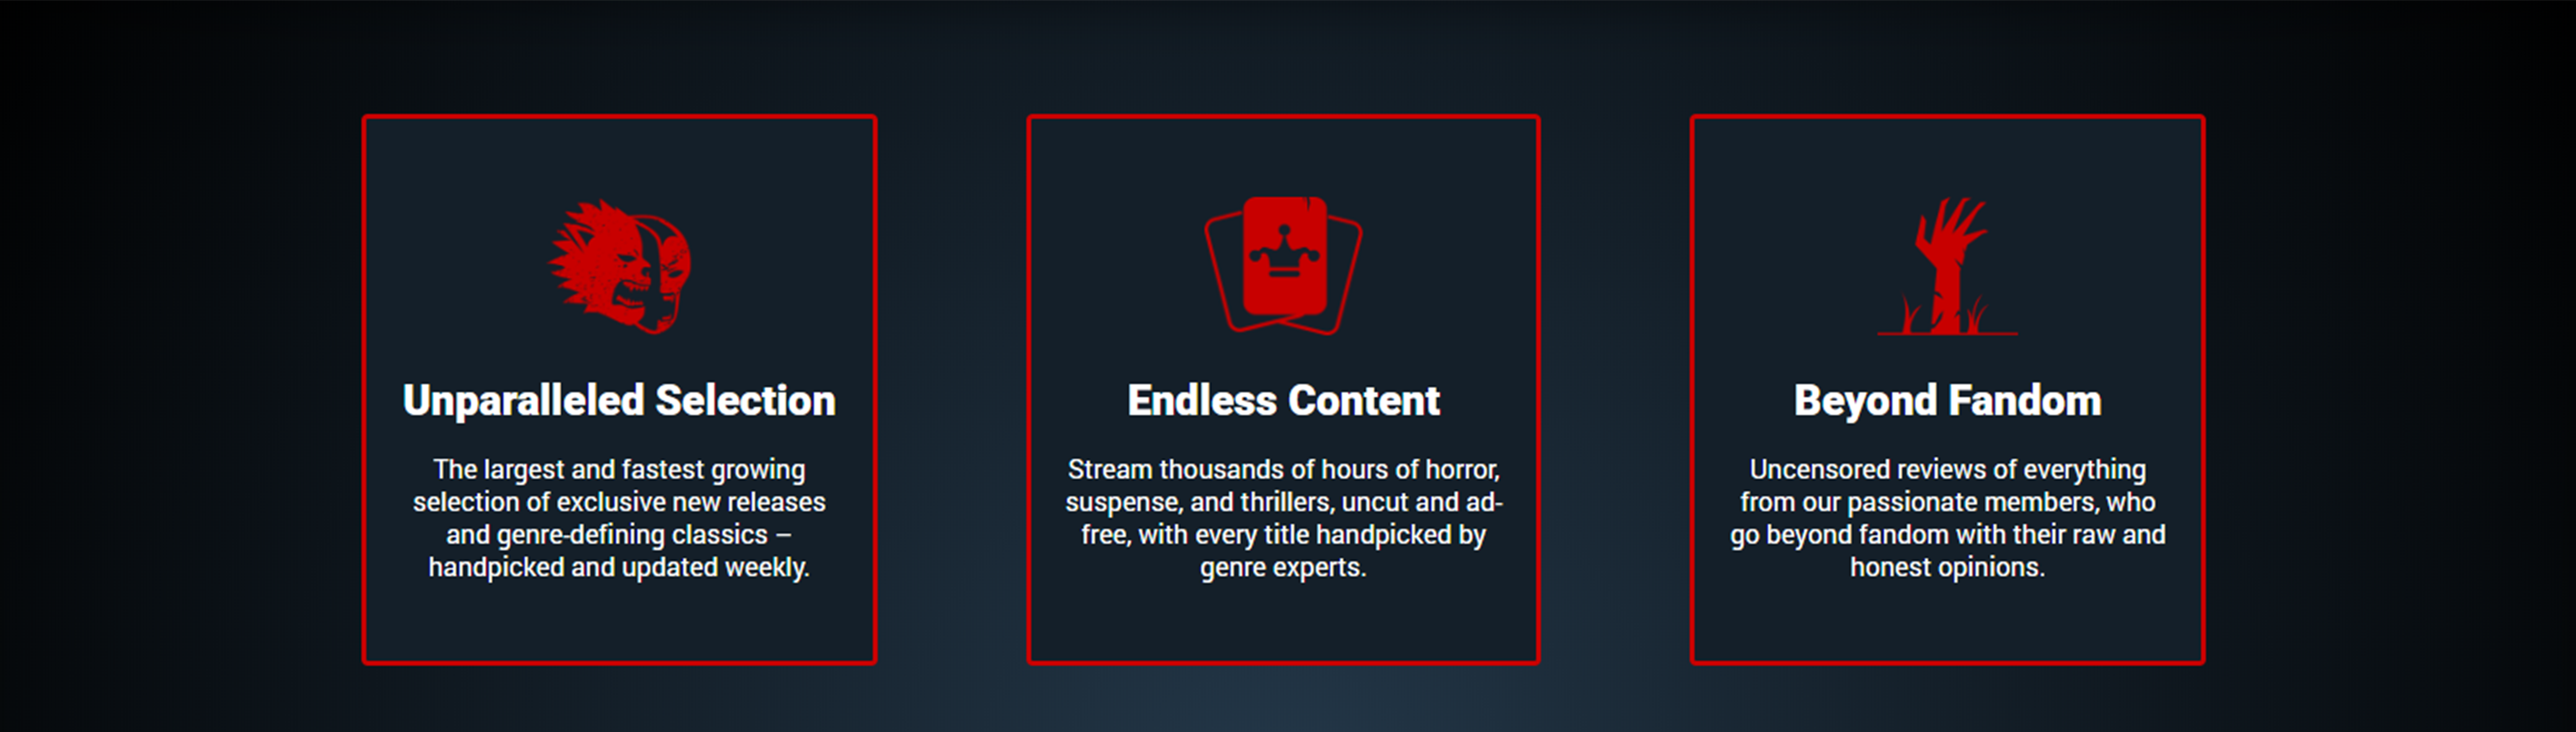 Unparalleled Selection
The largest and fastest growing
selection of exclusive new releases
and genre-defining classics –
handpicked and updated weekly.
Endless Content
Stream thousands of hours of horror,
suspense, and thrillers, uncut and ad-
free, with every title handpicked by
genre experts.
Beyond Fandom
Uncensored reviews of everything
from our passionate members, who
go beyond fandom with their raw and
honest opinions.